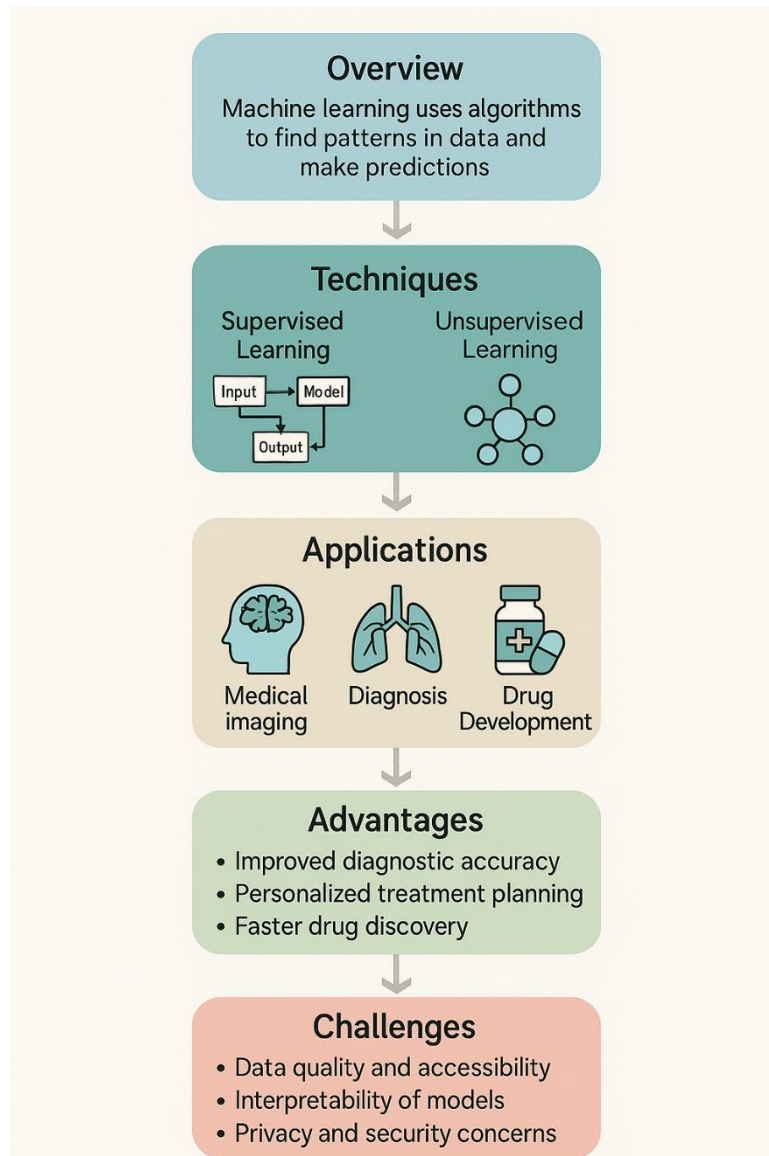 Overview
Machine learning uses algorithms
to find patterns in data and
make predictions
Techniques
Supervised
Learning
Input
Model
Output
Unsupervised
Learning
Applications
Medical
imaging
Diagnosis
Drug
Development
Advantages
• Improved diagnostic accuracy
• Personalized treatment planning
• Faster drug discovery
Challenges
• Data quality and accessibility
• Interpretability of models
• Privacy and security concerns